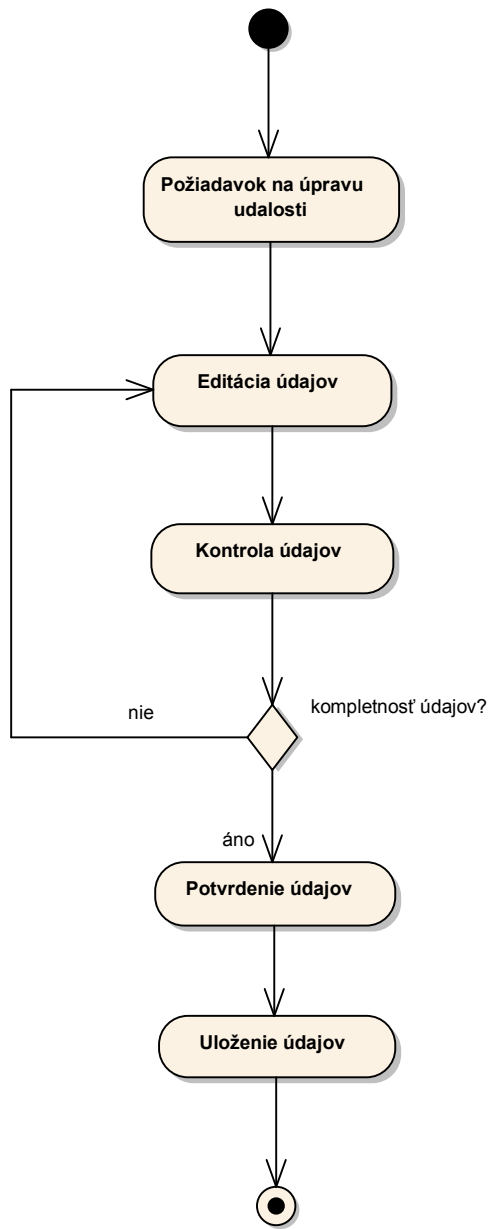 Požiadavok na úpravu
udalosti
Editácia údajov
Kontrola údajov
nie
kompletnosť údajov?
áno
Potvrdenie údajov
Uloženie údajov